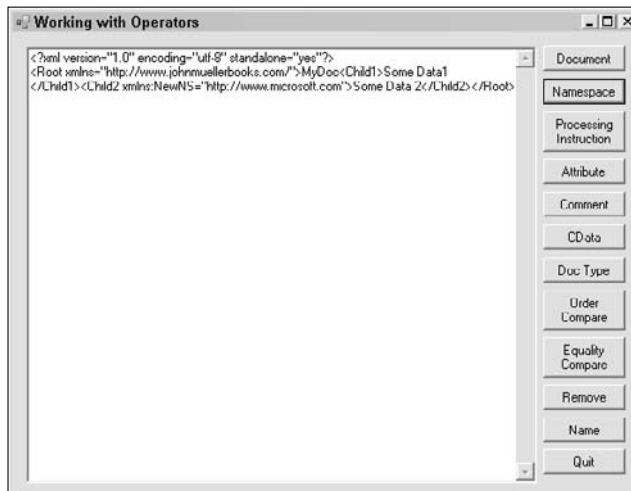 Working with Operators
<?xml version="1.0" encoding="utf-8" standalone="yes"?>
<Root xmlns="http://www.johnmuellerbooks.com/">MyDoc<Child1>Some Data1
</Child1><Child2 xmlns:NewNS="http://www.microsoft.com">Some Data 2</Child2></Root>
Document
Namespace
Processing
Instruction
Attribute
Comment
CData
Doc Type
Order
Compare
Equality
Compare
Remove
Name
Quit